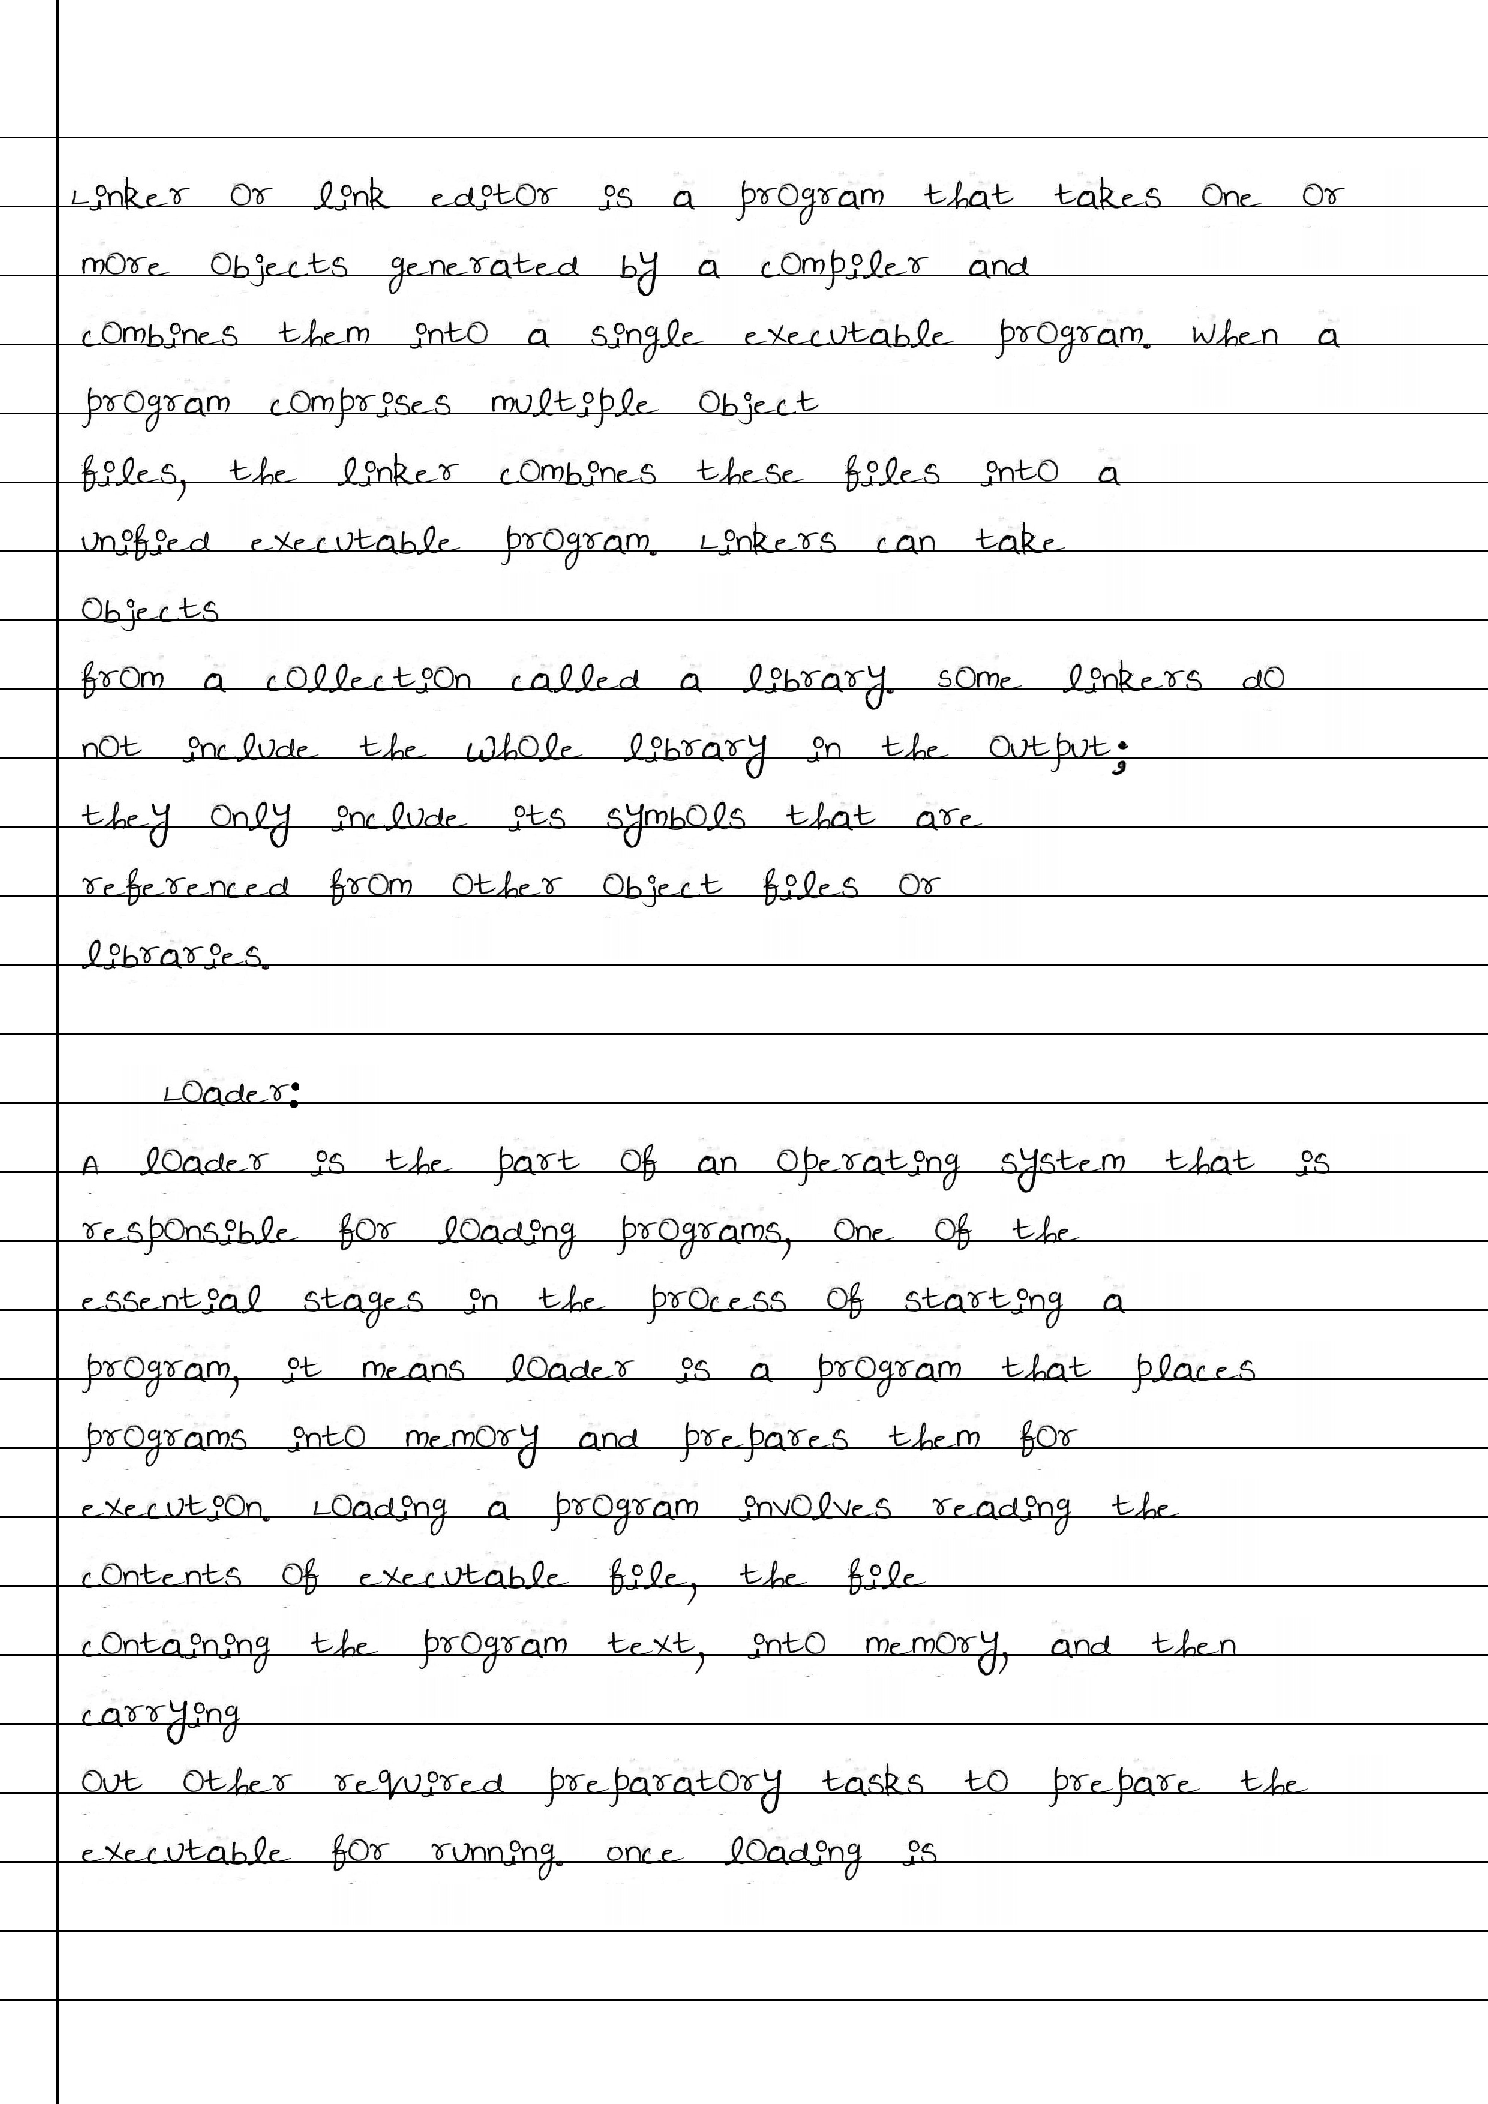 Linker or link editor is a program that takes one or
more objects generated by a compiler and
combines them into a single executable program. when a
program comprises multiple object
files, the linker combines these files into a
unified executable program. Linkers can take
objects
from a collection called a library. some linkers do
not include the whole library in the output;
they only include its symbols that are
referenced from other object files or
libraries.
Loader:
A loader is the part of an operating system that is
responsible for loading programs, one of the
essential stages in the process of starting a
program, it means loader is a program that places
programs into memory and prepares them for
execution. Loading a program involves reading the
contents of executable file, the file
containing the program text, into memory, and then
carrying
out other required preparatory tasks to prepare the
executable for running. once loading is